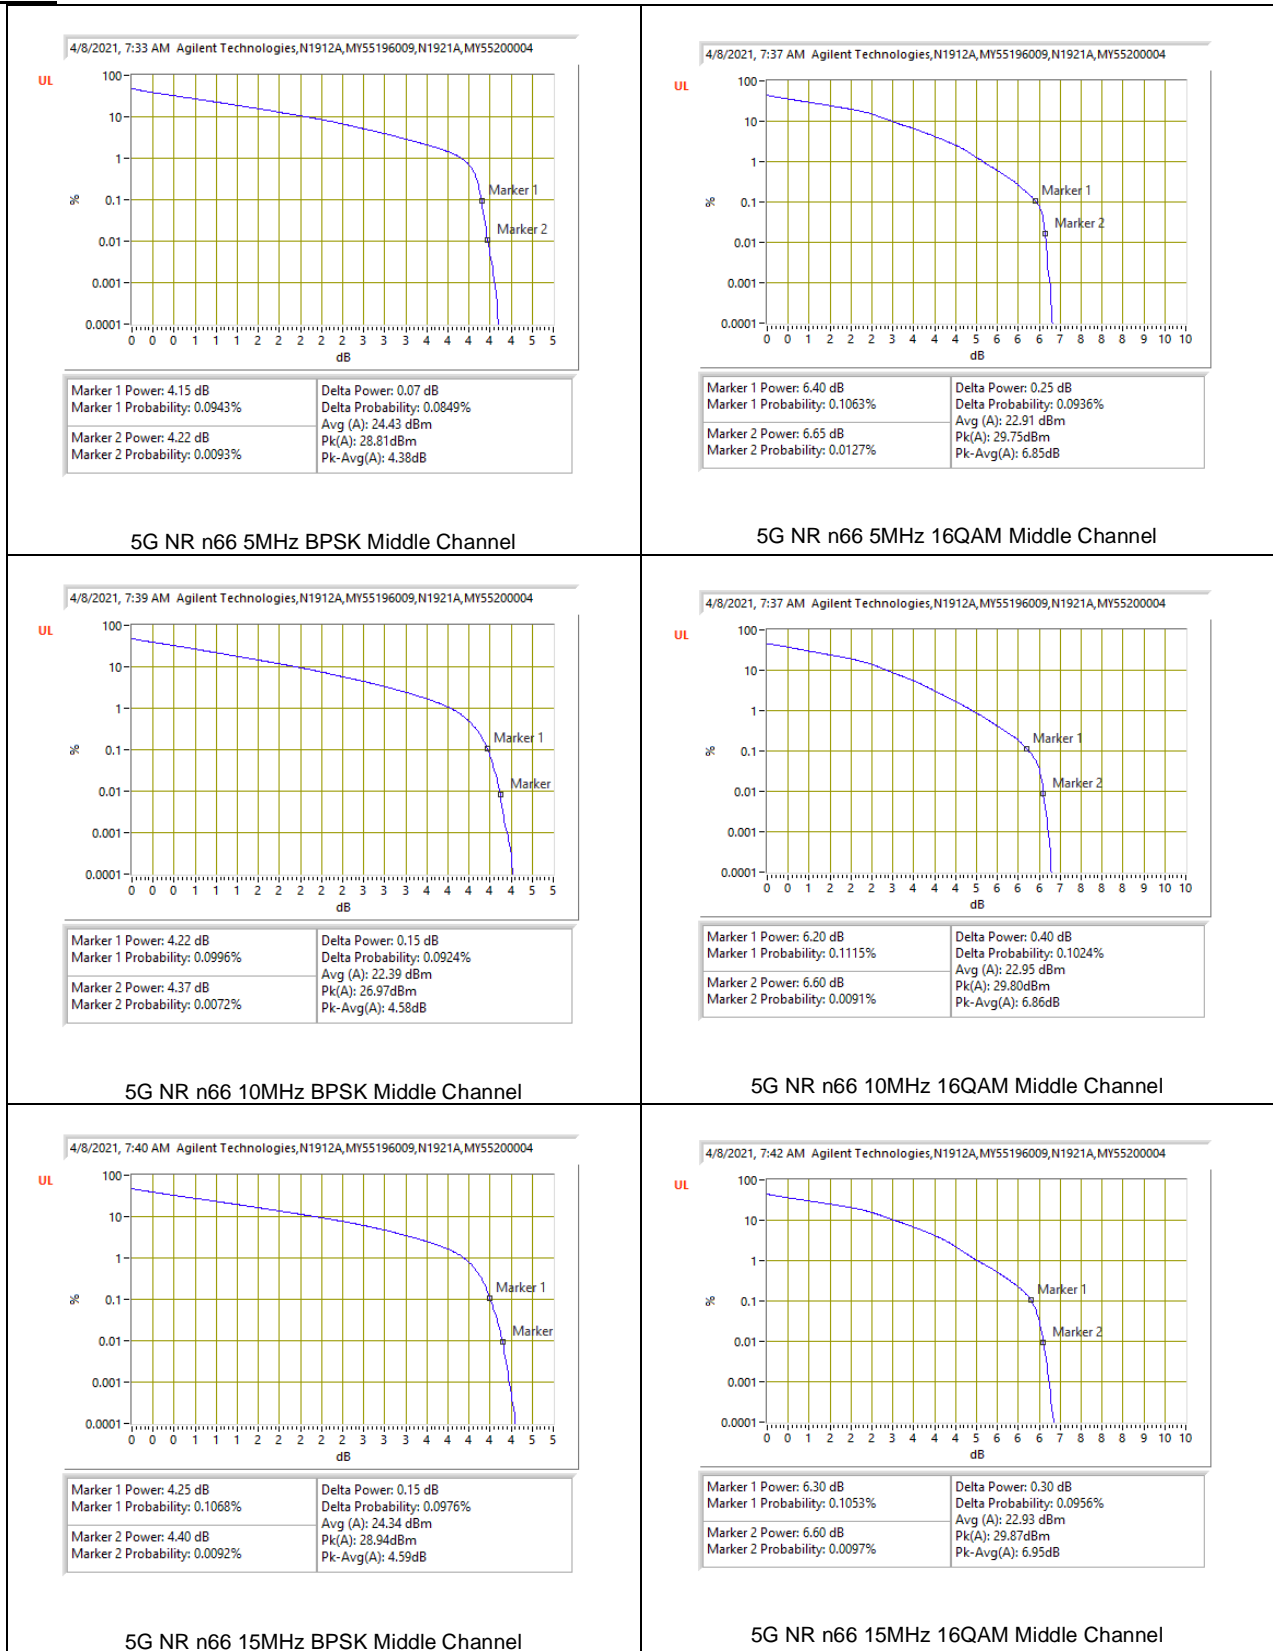 4/8/2021, 7:33 AM Agilent Technologies,N1912A,MY55196009,N1921A,MY55200004
UL
100
10
1
0.1
0.01
0.001
0.0001
%
Marker 1
Marker 2
0 0 0 1 1 1 2 2 2 2 3 3 3 4 4 4 4 4 4 5 5
dB
Marker 1 Power: 4.15 dB
Marker 1 Probability: 0.0943%
Marker 2 Power: 4.22 dB
Marker 2 Probability: 0.0093%
Delta Power: 0.07 dB
Delta Probability: 0.0849%
Avg (A): 24.43 dBm
Pk(A): 28.81dBm
Pk-Avg(A): 4.38dB
5G NR n66 5MHz BPSK Middle Channel
4/8/2021, 7:37 AM Agilent Technologies,N1912A,MY55196009,N1921A,MY55200004
UL
100
10
1
0.1
0.01
0.001
0.0001
%
Marker 1
Marker 2
0 0 1 2 2 2 3 4 4 4 5 6 6 6 7 8 8 8 9 10 10
dB
Marker 1 Power: 6.40 dB
Marker 1 Probability: 0.1063%
Marker 2 Power: 6.65 dB
Marker 2 Probability: 0.0127%
Delta Power: 0.25 dB
Delta Probability: 0.0936%
Avg (A): 22.91 dBm
Pk(A): 29.75dBm
Pk-Avg(A): 6.85dB
5G NR n66 5MHz 16QAM Middle Channel
4/8/2021, 7:39 AM Agilent Technologies,N1912A,MY55196009,N1921A,MY55200004
UL
100
10
1
0.1
0.01
0.001
0.0001
%
Marker 1
Marker
0 0 0 1 1 1 2 2 2 2 3 3 3 4 4 4 4 4 4 5 5
dB
Marker 1 Power: 4.22 dB
Marker 1 Probability: 0.0996%
Marker 2 Power: 4.37 dB
Marker 2 Probability: 0.0072%
Delta Power: 0.15 dB
Delta Probability: 0.0924%
Avg (A): 22.39 dBm
Pk(A): 26.97dBm
Pk-Avg(A): 4.58dB
5G NR n66 10MHz BPSK Middle Channel
4/8/2021, 7:37 AM Agilent Technologies,N1912A,MY55196009,N1921A,MY55200004
UL
100
10
1
0.1
0.01
0.001
0.0001
%
Marker 1
Marker 2
0 0 1 2 2 2 3 4 4 4 5 6 6 6 7 8 8 8 9 10 10
dB
Marker 1 Power: 6.20 dB
Marker 1 Probability: 0.1115%
Marker 2 Power: 6.60 dB
Marker 2 Probability: 0.0091%
Delta Power: 0.40 dB
Delta Probability: 0.1024%
Avg (A): 22.95 dBm
Pk(A): 29.80dBm
Pk-Avg(A): 6.86dB
5G NR n66 10MHz 16QAM Middle Channel
4/8/2021, 7:40 AM Agilent Technologies,N1912A,MY55196009,N1921A,MY55200004
UL
100
10
1
0.1
0.01
0.001
0.0001
%
Marker 1
Marker
0 0 0 1 1 1 2 2 2 2 3 3 3 4 4 4 4 4 4 5 5
dB
Marker 1 Power: 4.25 dB
Marker 1 Probability: 0.1068%
Marker 2 Power: 4.40 dB
Marker 2 Probability: 0.0092%
Delta Power: 0.15 dB
Delta Probability: 0.0976%
Avg (A): 24.34 dBm
Pk(A): 28.94dBm
Pk-Avg(A): 4.59dB
5G NR n66 15MHz BPSK Middle Channel
4/8/2021, 7:42 AM Agilent Technologies,N1912A,MY55196009,N1921A,MY55200004
UL
100
10
1
0.1
0.01
0.001
0.0001
%
Marker 1
Marker 2
0 0 1 2 2 2 3 4 4 4 5 6 6 6 7 8 8 8 9 10 10
dB
Marker 1 Power: 6.30 dB
Marker 1 Probability: 0.1053%
Marker 2 Power: 6.60 dB
Marker 2 Probability: 0.0097%
Delta Power: 0.30 dB
Delta Probability: 0.0956%
Avg (A): 22.93 dBm
Pk(A): 29.87dBm
Pk-Avg(A): 6.95dB
5G NR n66 15MHz 16QAM Middle Channel